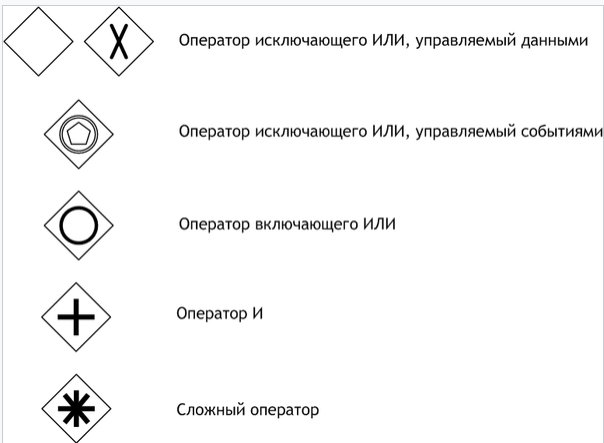 Оператор исключающего ИЛИ, управляемый данными
Оператор исключающего ИЛИ, управляемый событиями
Оператор включающего ИЛИ
Оператор И
Сложный оператор